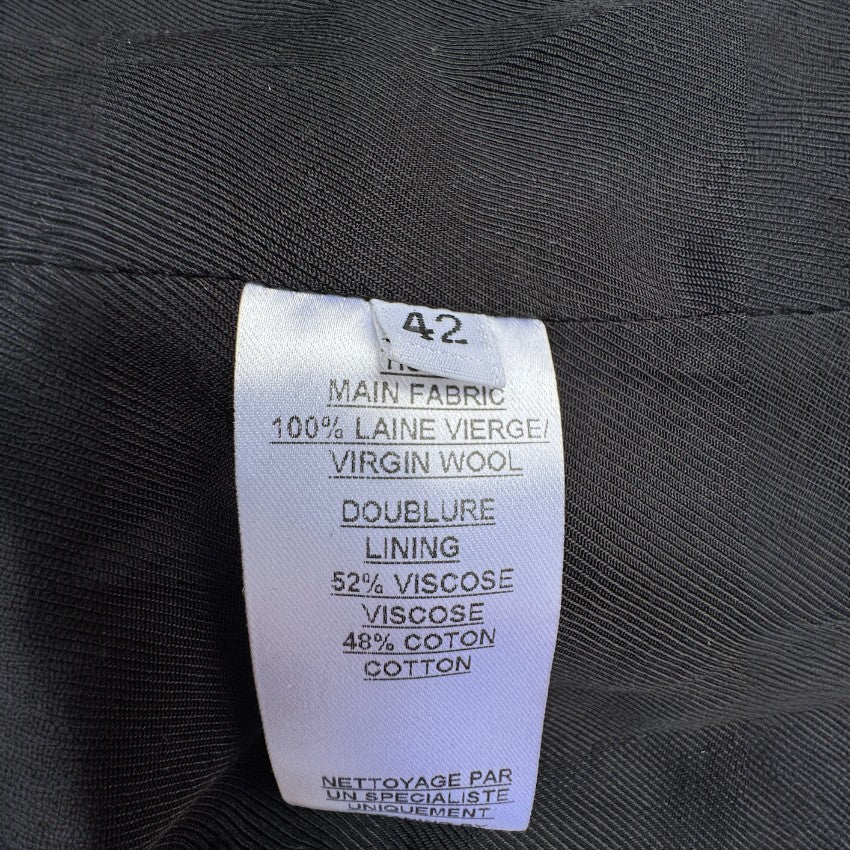 42
MAIN FABRIC
100% LAINE VIERGE/
VIRGIN WOOL
DOUBLURE
LINING
52% VISCOSE
VISCOSE
48% COTON
COTTON
NETTOYAGE PAR
UN SPECIALISTE
UNIQUEMENT